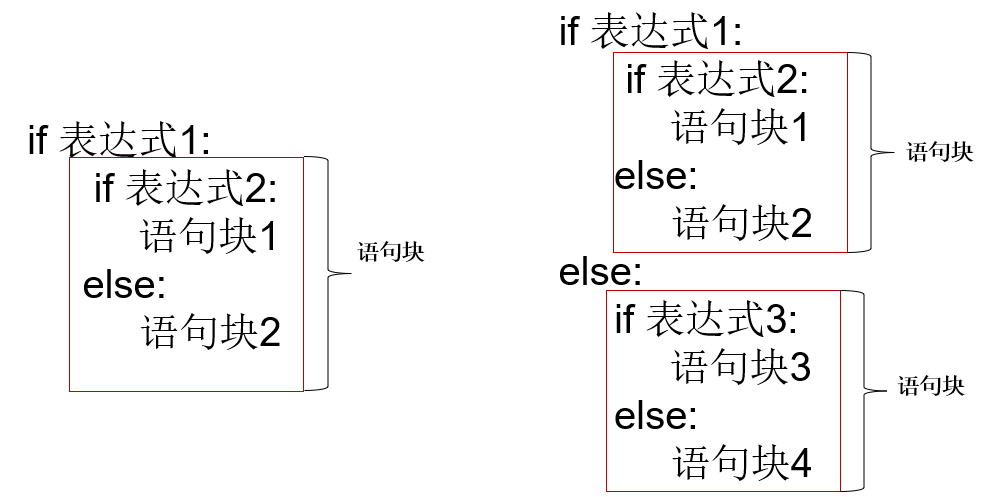 if 表达式1:
if 表达式2:
语句块1
else:
语句块2
语句块
if 表达式1:
if 表达式2:
语句块1
else:
语句块2
语句块
else:
if 表达式3:
语句块3
else:
语句块4
语句块